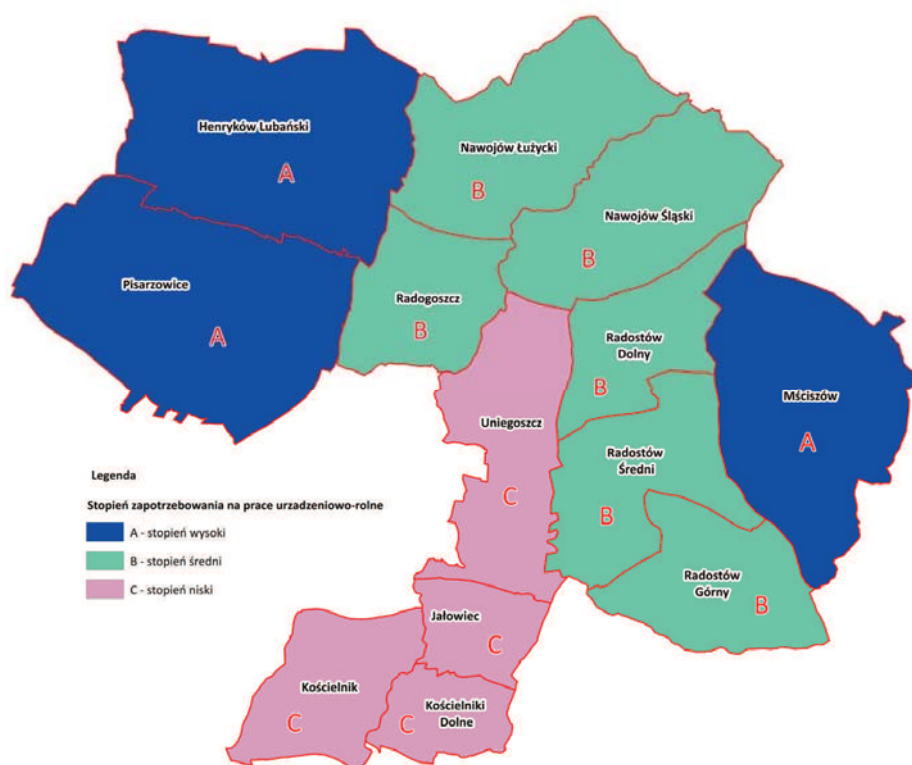 Henryków Lubański
A
Nawojów Łużycki
B
Nawojów Śląski
B
Pisarzowice
A
Radogoszcz
B
Radostów
Dolny
B
Mściszów
A
Uniegoszcz
C
Radostów
Średni
B
Radostów
Górny
B
Jałowiec
C
Kościelnik
C
Kościelniki
Dolne
C
Legenda
Stopień zapotrzebowania na prace urzadzeniowo-rolne
A - stopień wysoki
B - stopień średni
C - stopień niski